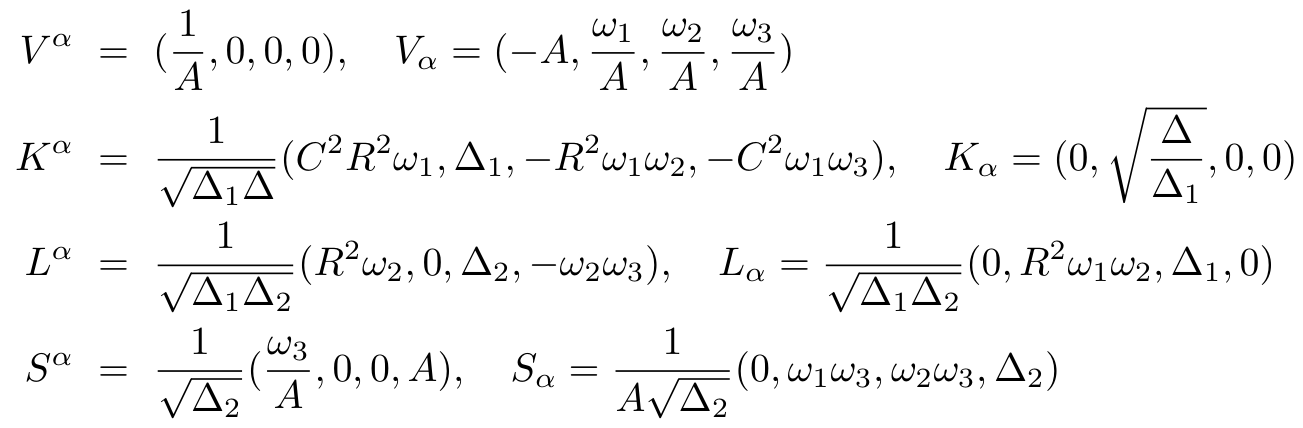 V^α = (1/A, 0, 0, 0), V_α = (−A, ω_1/A, ω_2/A, ω_3/A)
K^α = 1/√(Δ_1Δ) (C^2R^2ω_1, Δ_1, −R^2ω_1ω_2, −C^2ω_1ω_3), K_α = (0, √(Δ/Δ_1), 0, 0)
L^α = 1/√(Δ_1Δ_2) (R^2ω_2, 0, Δ_2, −ω_2ω_3), L_α = 1/√(Δ_1Δ_2) (0, R^2ω_1ω_2, Δ_1, 0)
S^α = 1/√Δ_2 (ω_3/A, 0, 0, A), S_α = 1/(A√Δ_2) (0, ω_1ω_3, ω_2ω_3, Δ_2)